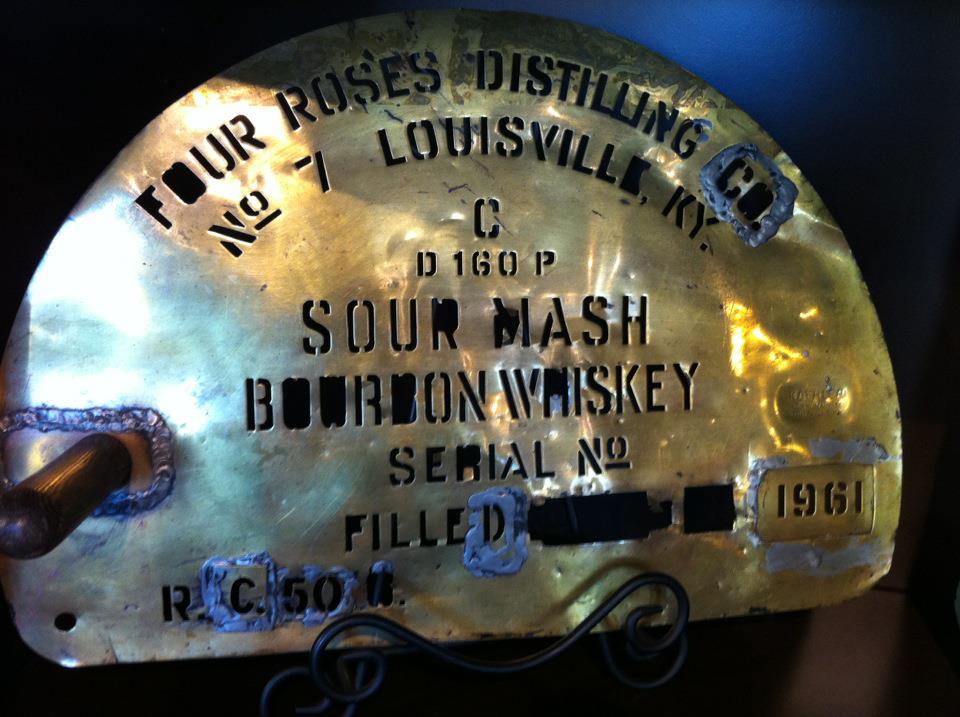 FOUR ROSES DISTILLING CO.
No 7 LOUISVILLE, KY.
C
D 160 P
SOUR MASH
BOURBON WHISKEY
SERIAL No
FILLED 1961
R. C. 50 B.